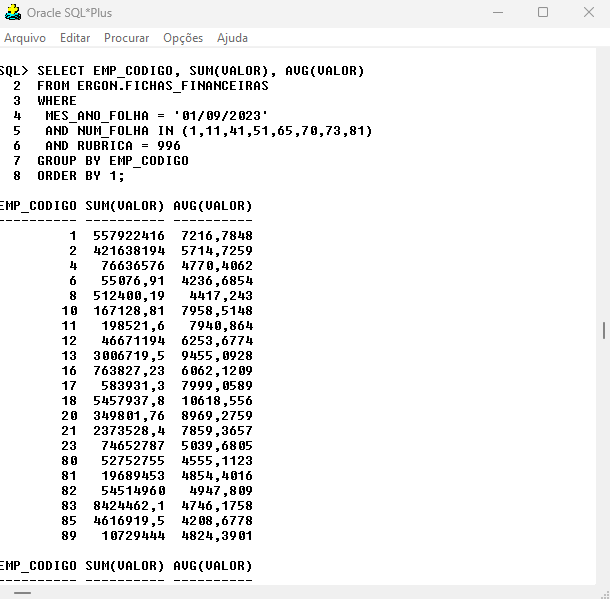 Oracle SQL*Plus
Arquivo Editar Procurar Opções Ajuda
SQL> SELECT EMP_CODIGO, SUM(VALOR), AVG(VALOR)
2 FROM ERGON.FICHAS_FINANCEIRAS
3 WHERE
4 MES_ANO_FOLHA = '01/09/2023'
5 AND NUM_FOLHA IN (1,11,41,51,65,70,73,81)
6 AND RUBRICA = 996
7 GROUP BY EMP_CODIGO
8 ORDER BY 1;
EMP_CODIGO SUM(VALOR) AVG(VALOR)
---------- ---------- ----------
1 557922416 7216,7848
2 421638194 5714,7259
4 76636576 4770,4062
6 55076,91 4236,6854
8 512400,19 4417,243
10 167128,81 7958,5148
11 198521,6 7940,864
12 46671194 6253,6774
13 3006719,5 9455,0928
16 763827,23 6062,1209
17 583931,3 7999,0589
18 5457937,8 10618,556
20 349801,76 8969,2759
21 2373528,4 7859,3657
23 74652787 5039,6805
80 52752755 4555,1123
81 19689453 4854,4016
82 54514960 4947,809
83 8424462,1 4746,1758
85 4616919,5 4208,6778
89 10729444 4824,3901
EMP_CODIGO SUM(VALOR) AVG(VALOR)
---------- ---------- ----------